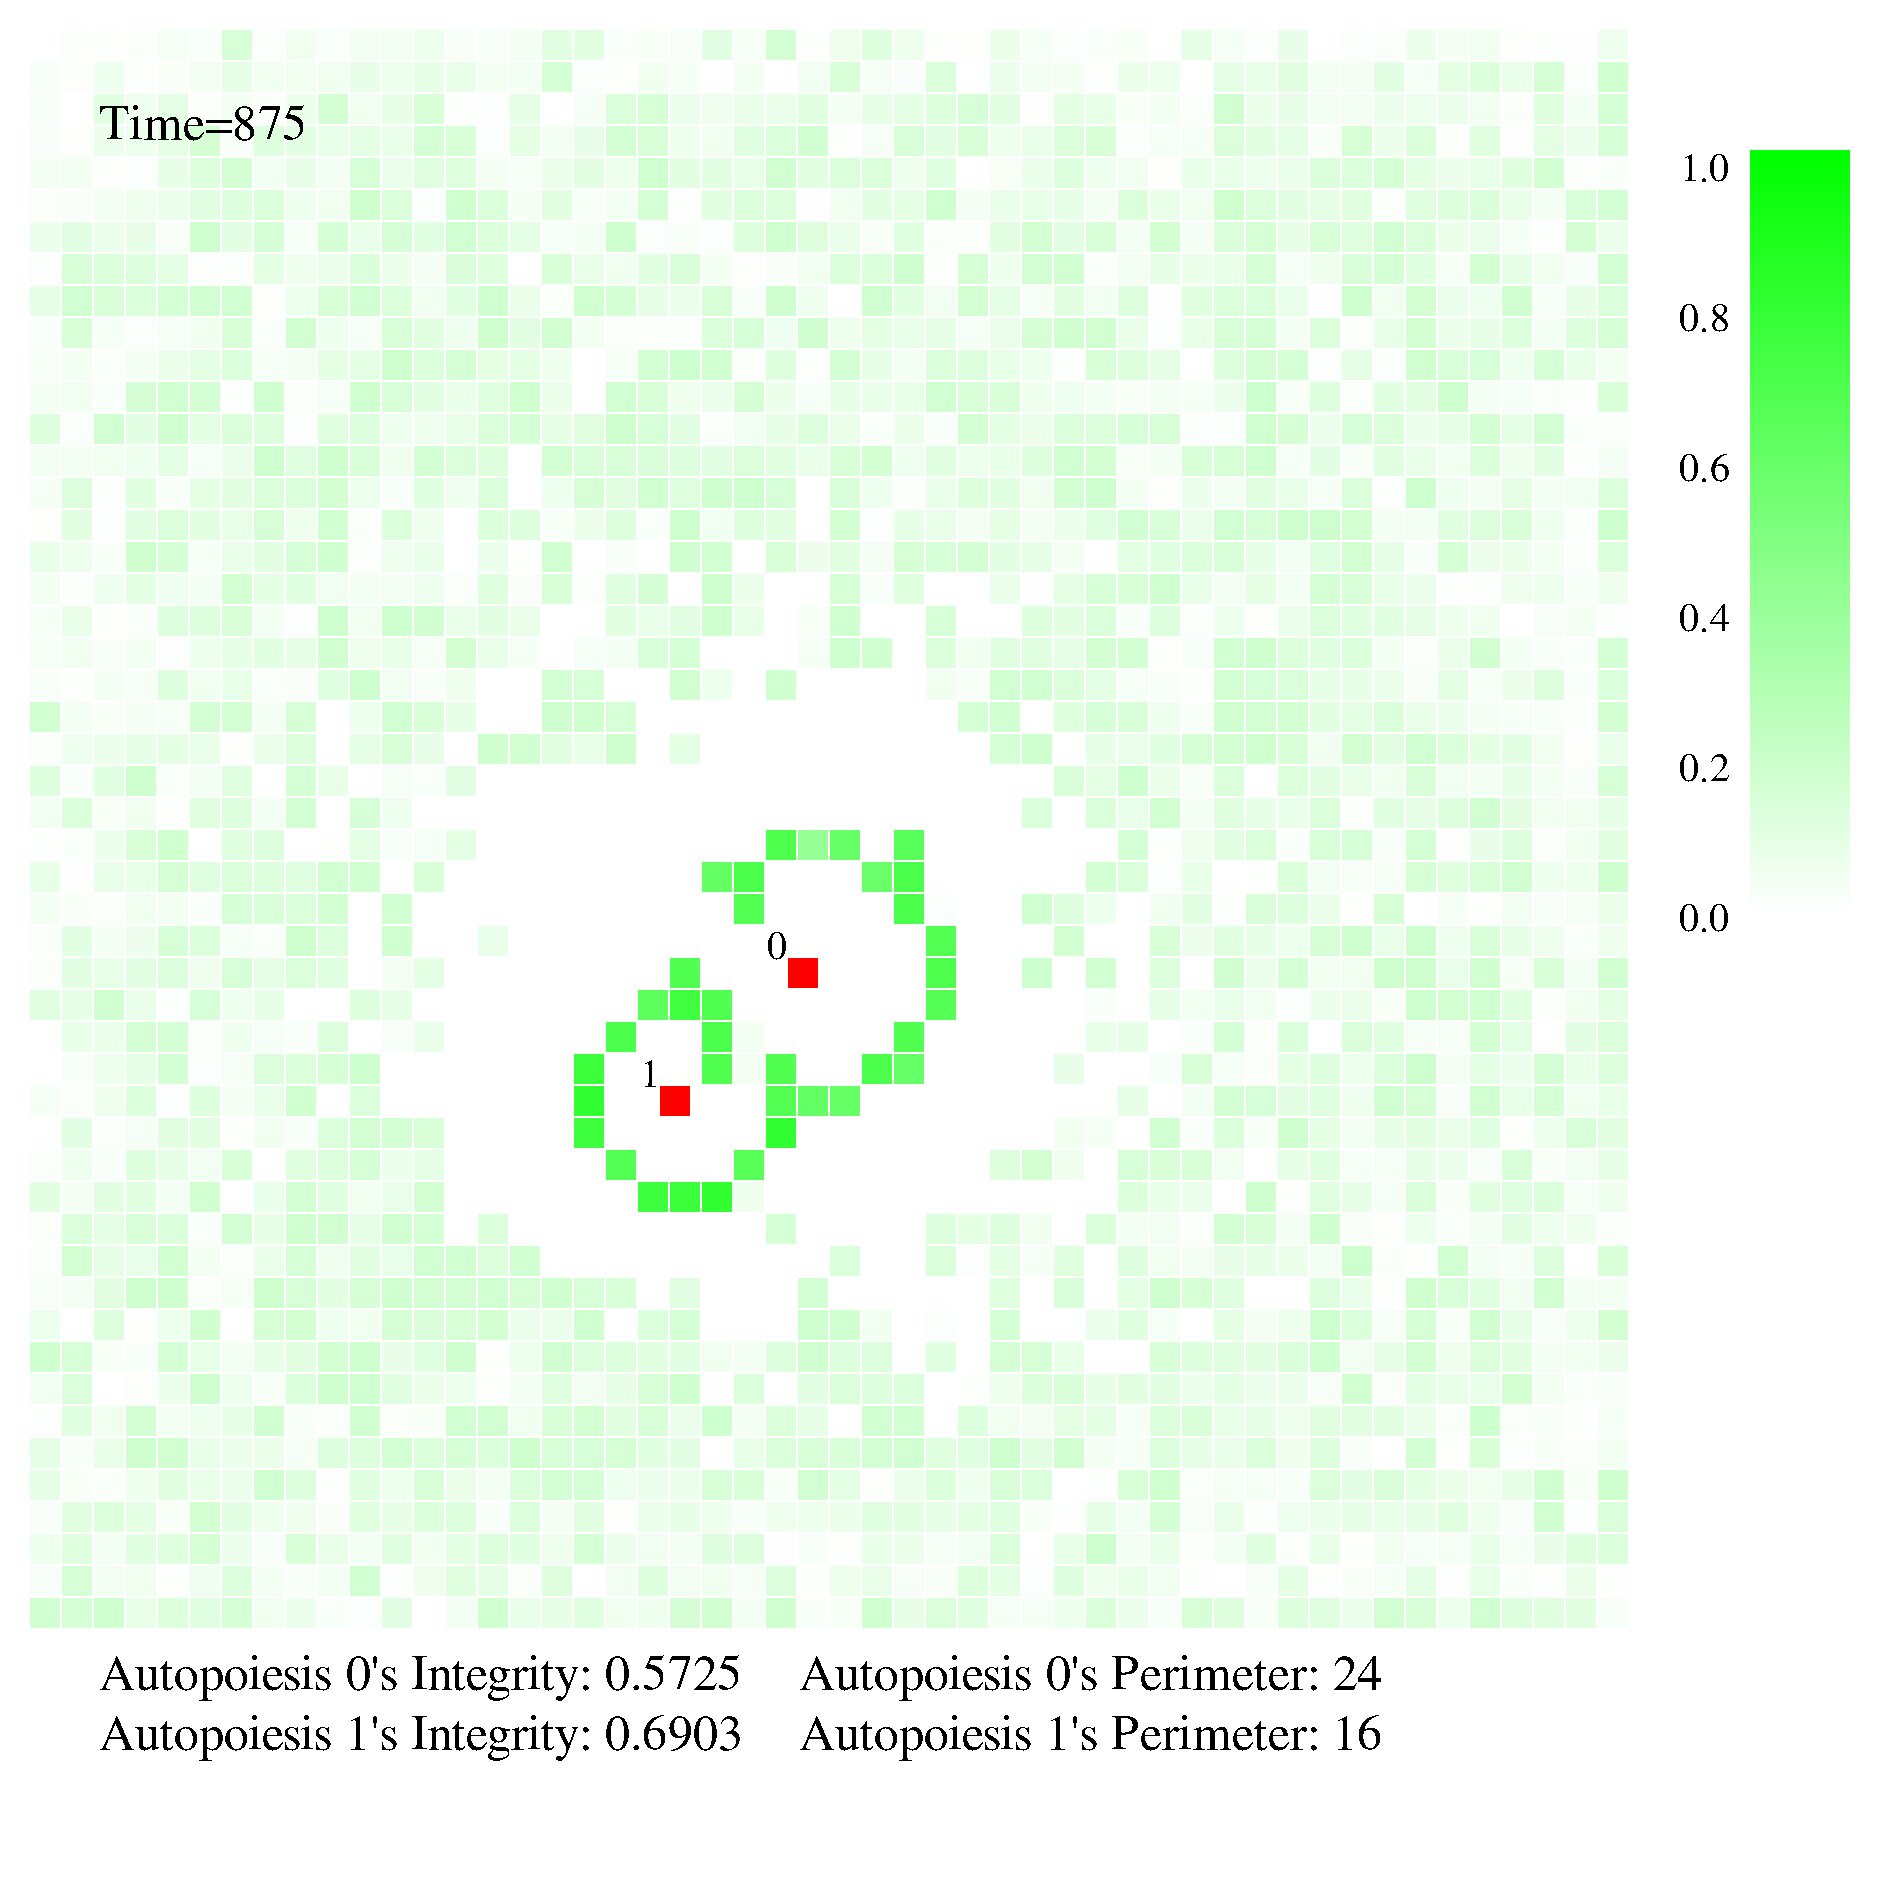 Time=875
1.0
0.8
0.6
0.4
0.2
0.0
0
1
Autopoiesis 0's Integrity: 0.5725 Autopoiesis 0's Perimeter: 24
Autopoiesis 1's Integrity: 0.6903 Autopoiesis 1's Perimeter: 16